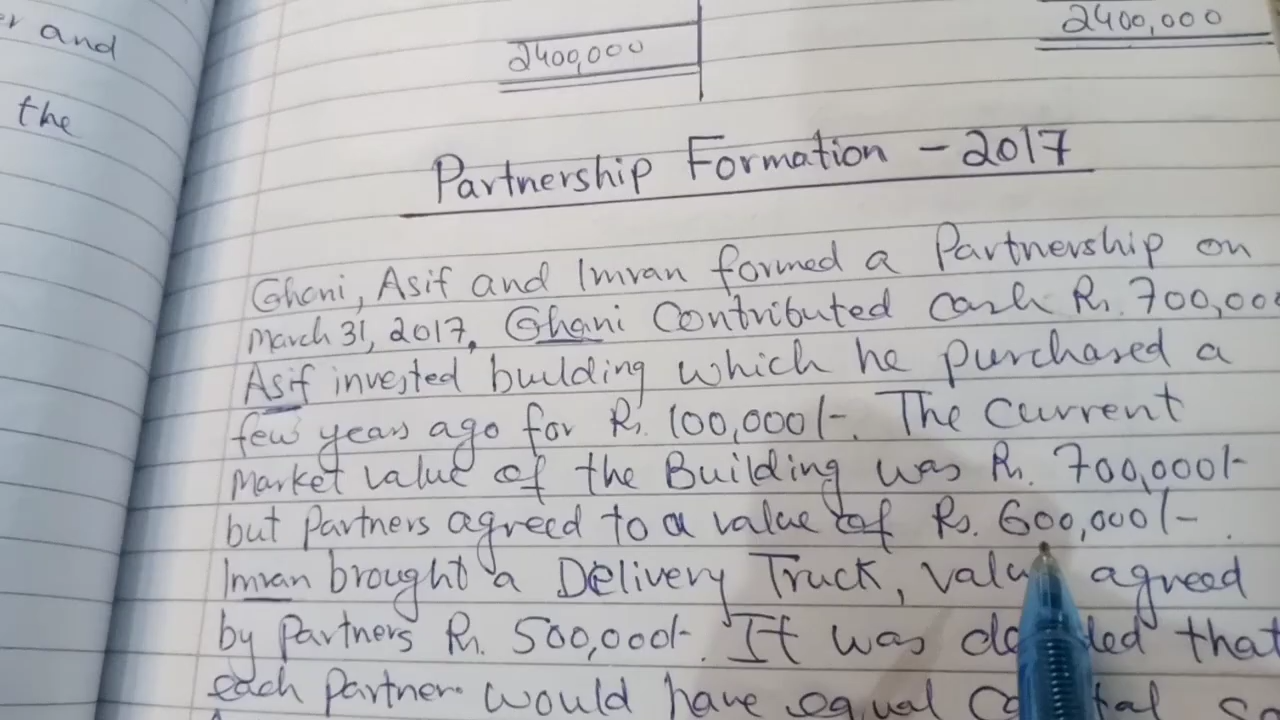 er and
the
2400,000
2400,000
Partnership Formation - 2017
Ghani, Asif and Imran formed a Partnership on
March 31, 2017. Ghani Contributed cash Rs. 700,00
Asif invested building which he purchased a
few years ago for Rs. 100,000/-. The Current
Market value of the Building was Rs. 700,000/-
but Partners agreed to a value of Rs. 600,000/-.
Imran brought a Delivery Truck, valu agreed
by Partners Rs. 500,000/-. It was that
each Partner would have equal